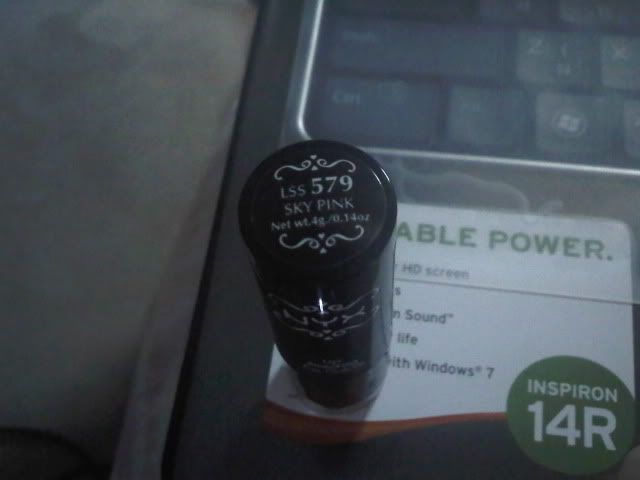 LSS 579
SKY PINK
Net wt.4g/0.14oz
NYX
Ctrl
Z
X
ABLE POWER.
HD screen
s
n Sound™
life
ith Windows® 7
INSPIRON
14R